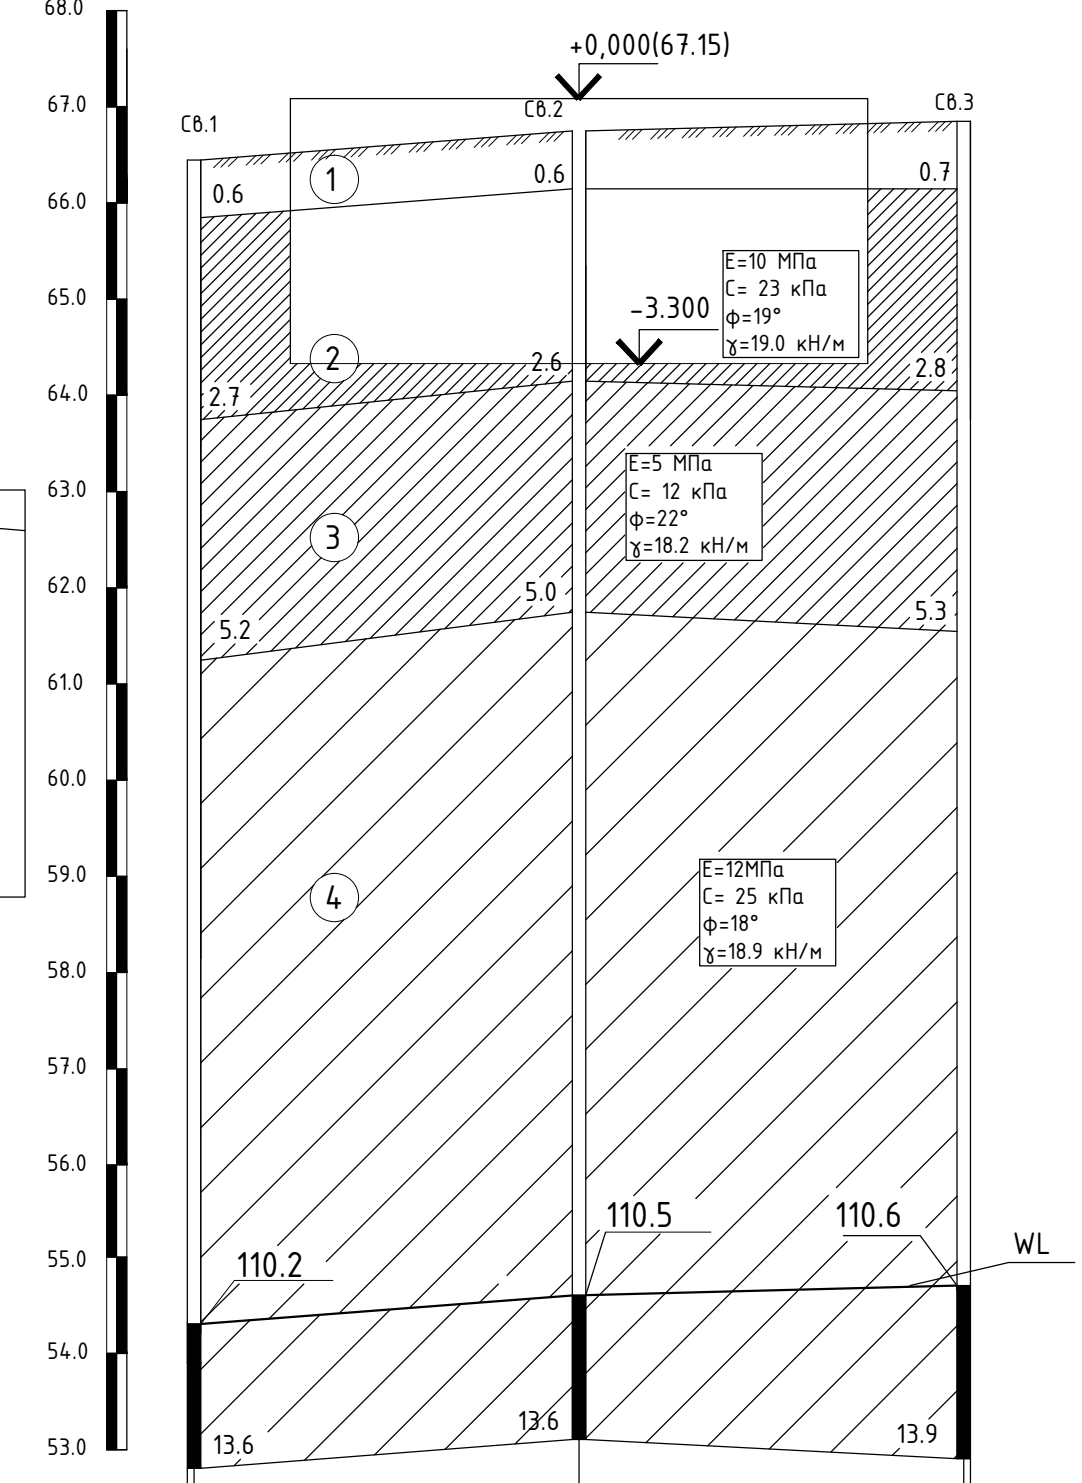 68.0
+0,000(67.15)
67.0
Св.1
Св.2
Св.3
1
0.6
0.6
0.7
66.0
E=10 МПа
C= 23 кПа
ϕ=19°
γ=19.0 кН/м
65.0
-3.300
2
2.6
2.8
2.7
64.0
E=5 МПа
C= 12 кПа
ϕ=22°
γ=18.2 кН/м
63.0
3
62.0
5.0
5.2
5.3
61.0
60.0
59.0
4
E=12МПа
C= 25 кПа
ϕ=18°
γ=18.9 кН/м
58.0
57.0
56.0
110.5
110.6
55.0
110.2
WL
54.0
53.0
13.6
13.6
13.9